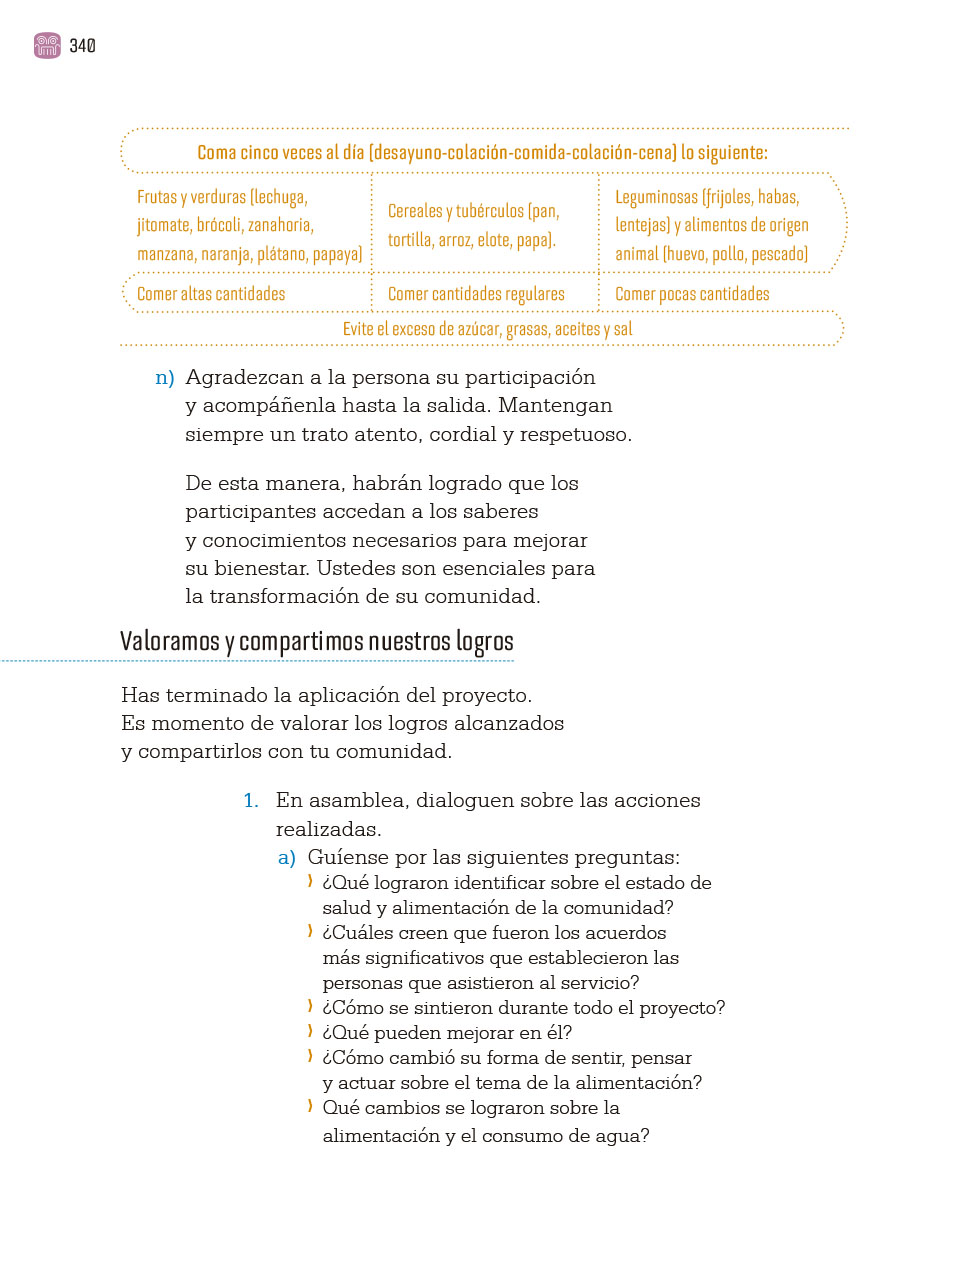 340
Coma cinco veces al día (desayuno-colación-comida-colación-cena) lo siguiente:
Frutas y verduras (lechuga,
jitomate, brócoli, zanahoria,
manzana, naranja, plátano, papaya)
Cereales y tubérculos (pan,
tortilla, arroz, elote, papa).
Leguminosas (frijoles, habas,
lentejas) y alimentos de origen
animal (huevo, pollo, pescado)
Comer altas cantidades
Comer cantidades regulares
Comer pocas cantidades
Evite el exceso de azúcar, grasas, aceites y sal
n) Agradezcan a la persona su participación
y acompáñenla hasta la salida. Mantengan
siempre un trato atento, cordial y respetuoso.
De esta manera, habrán logrado que los
participantes accedan a los saberes
y conocimientos necesarios para mejorar
su bienestar. Ustedes son esenciales para
la transformación de su comunidad.
Valoramos y compartimos nuestros logros
Has terminado la aplicación del proyecto.
Es momento de valorar los logros alcanzados
y compartirlos con tu comunidad.
1. En asamblea, dialoguen sobre las acciones
realizadas.
a) Guíense por las siguientes preguntas:
⟩ ¿Qué lograron identificar sobre el estado de
salud y alimentación de la comunidad?
⟩ ¿Cuáles creen que fueron los acuerdos
más significativos que establecieron las
personas que asistieron al servicio?
⟩ ¿Cómo se sintieron durante todo el proyecto?
⟩ ¿Qué pueden mejorar en él?
⟩ ¿Cómo cambió su forma de sentir, pensar
y actuar sobre el tema de la alimentación?
⟩ Qué cambios se lograron sobre la
alimentación y el consumo de agua?